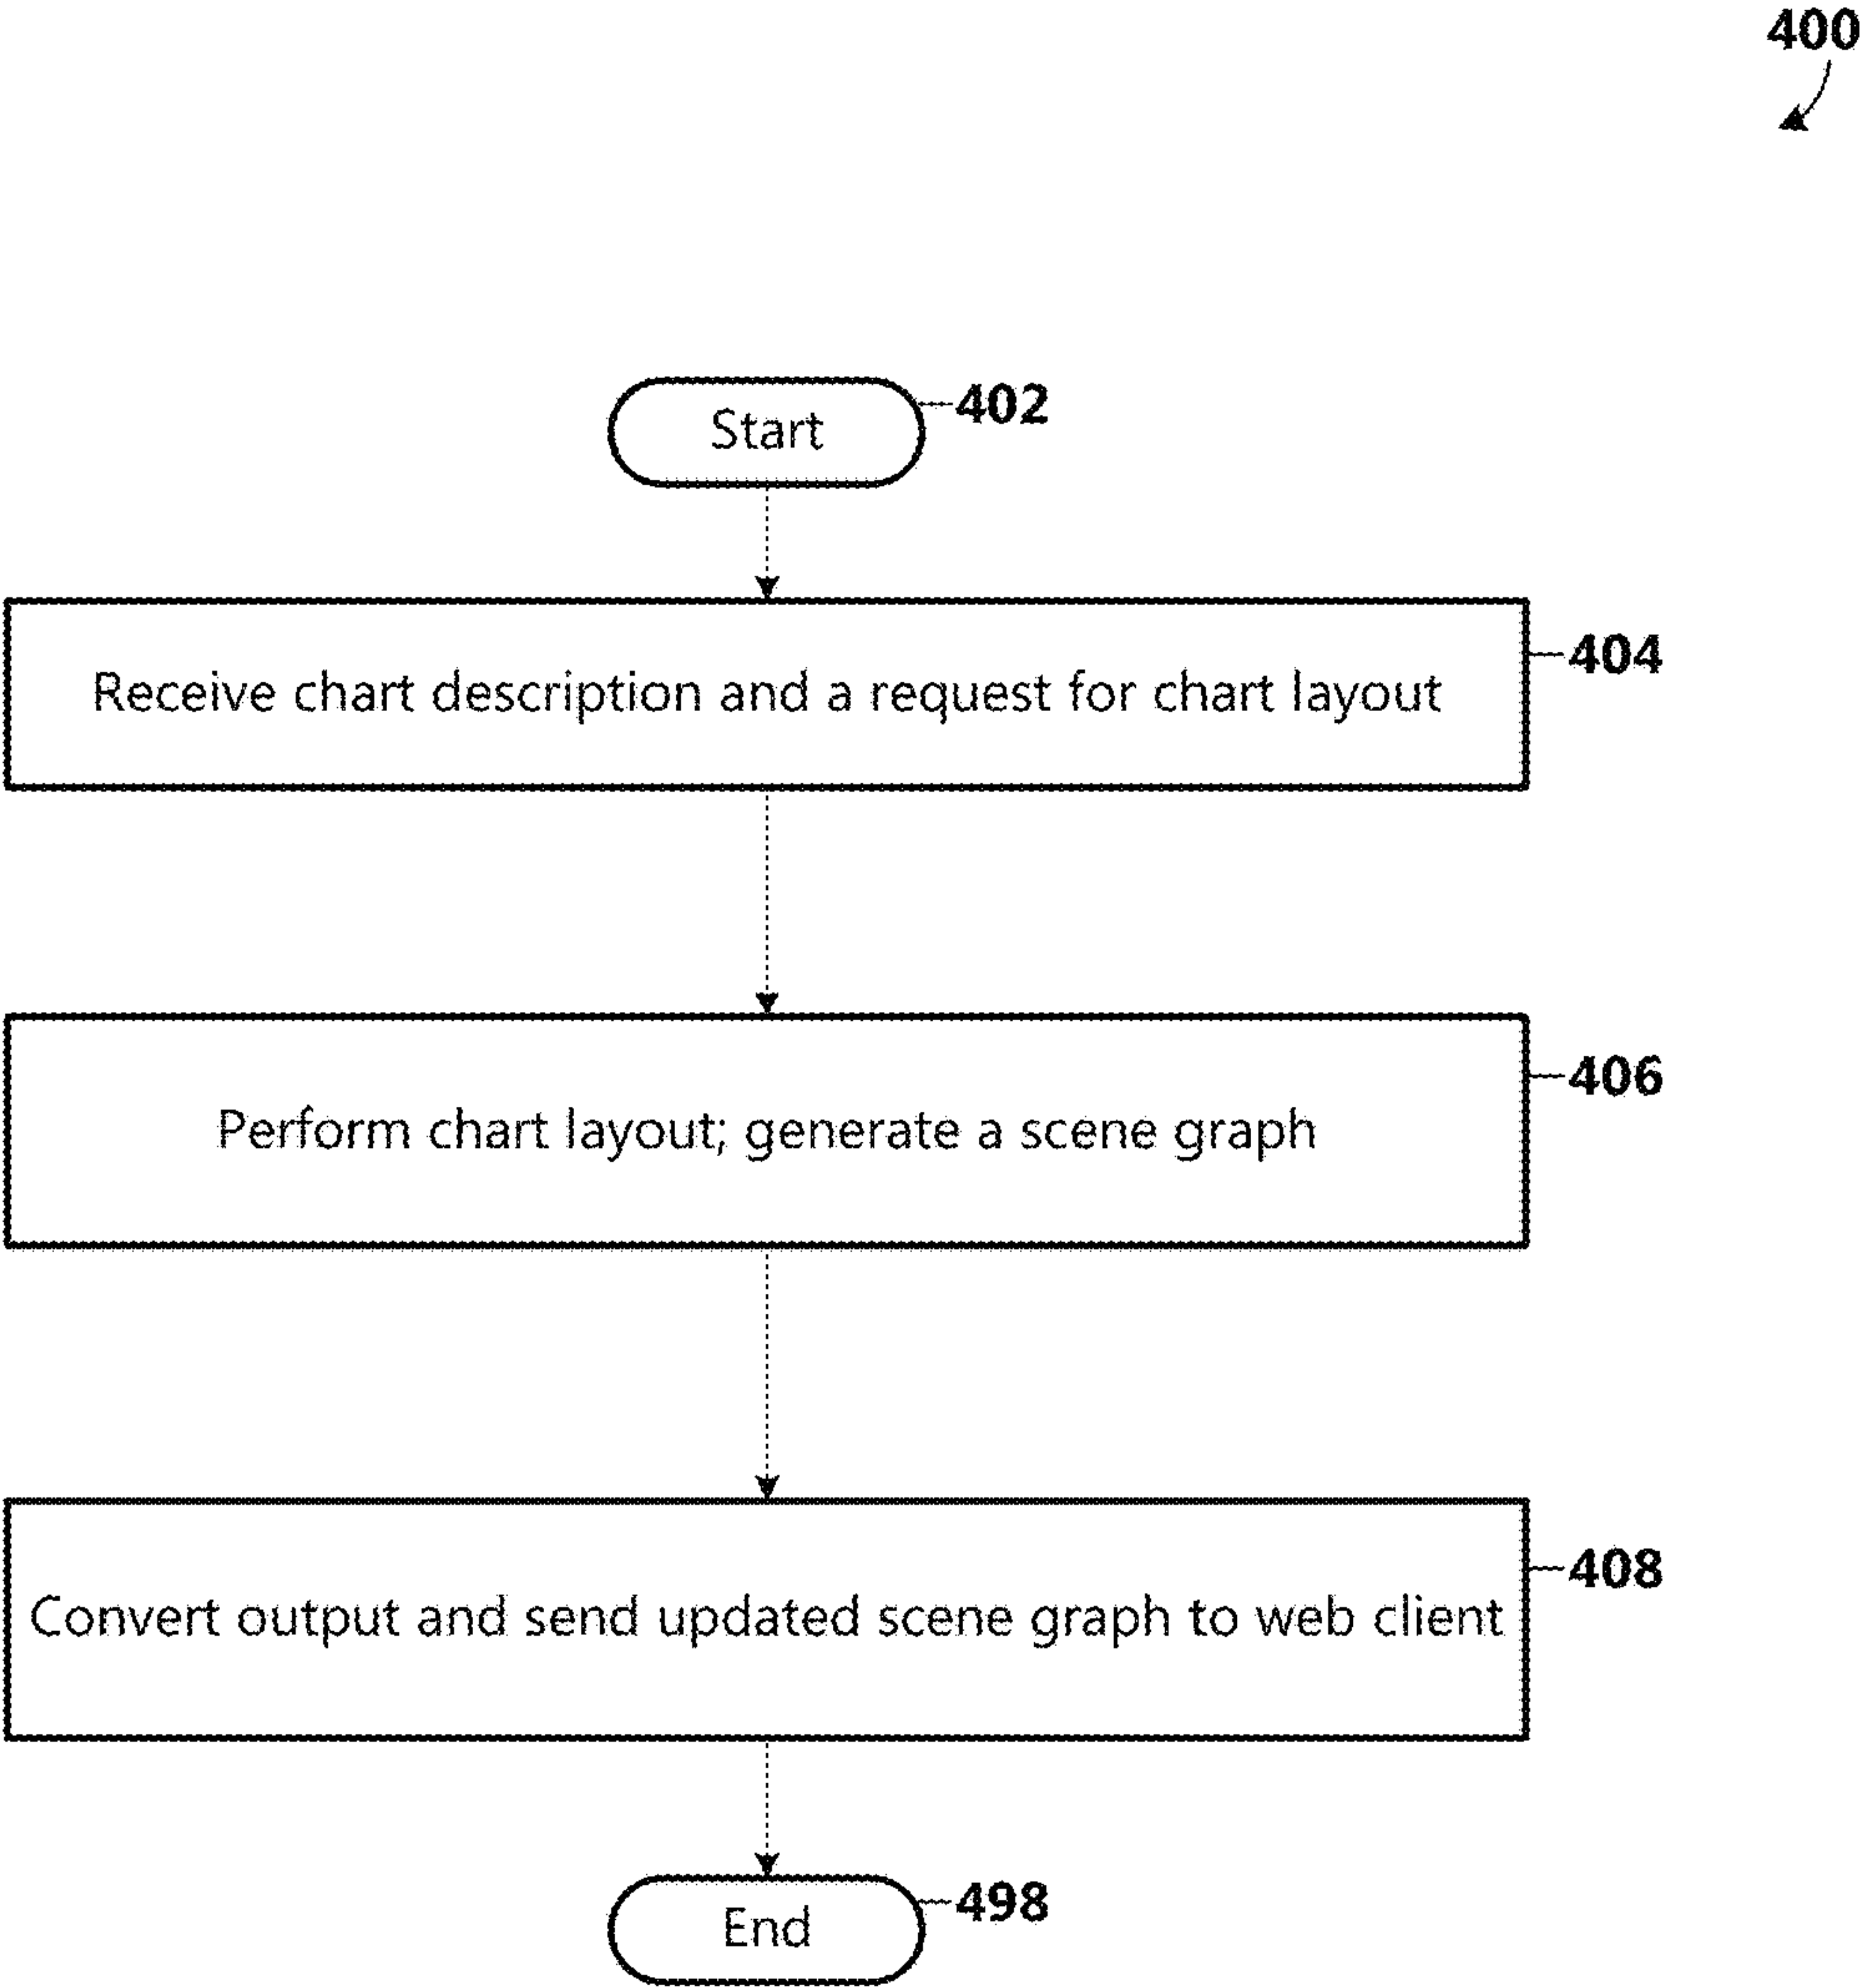 400
Start
402
Receive chart description and a request for chart layout
404
Perform chart layout; generate a scene graph
406
Convert output and send updated scene graph to web client
408
End
498